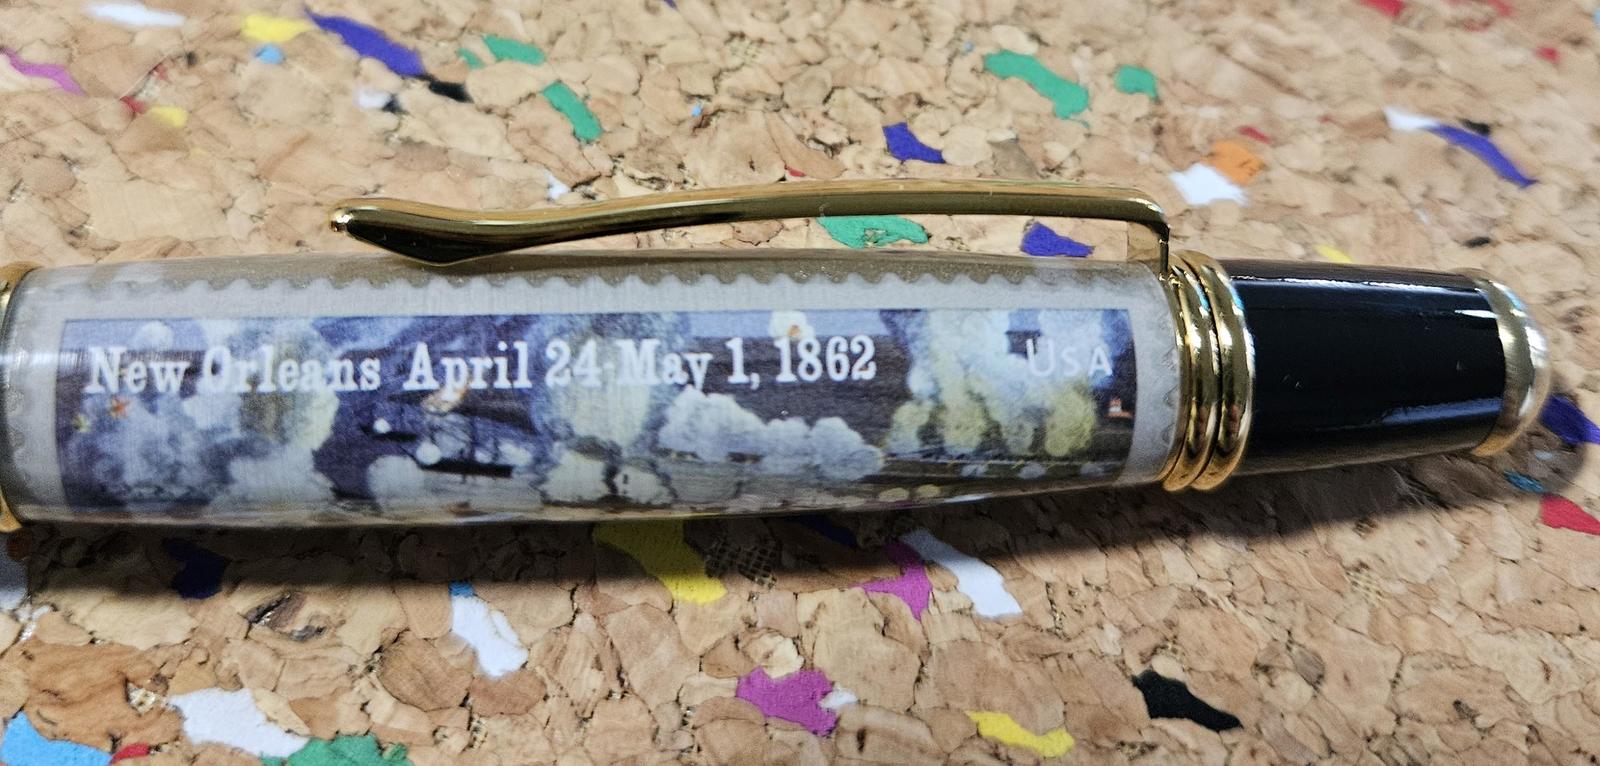 New Orleans April 24-May 1, 1862
USA